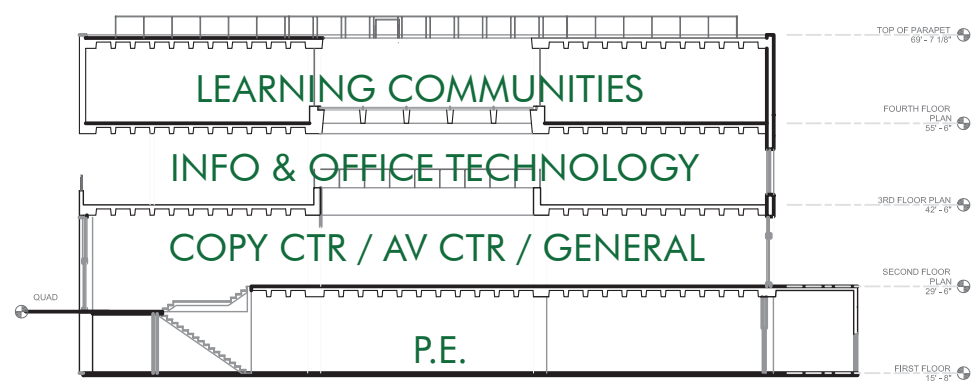 TOP OF PARAPET
69' - 7 1/8"
LEARNING COMMUNITIES
FOURTH FLOOR
PLAN
55' - 6"
INFO & OFFICE TECHNOLOGY
3RD FLOOR PLAN
42' - 6"
COPY CTR / AV CTR / GENERAL
SECOND FLOOR
PLAN
29' - 6"
QUAD
P.E.
FIRST FLOOR
15' - 8"